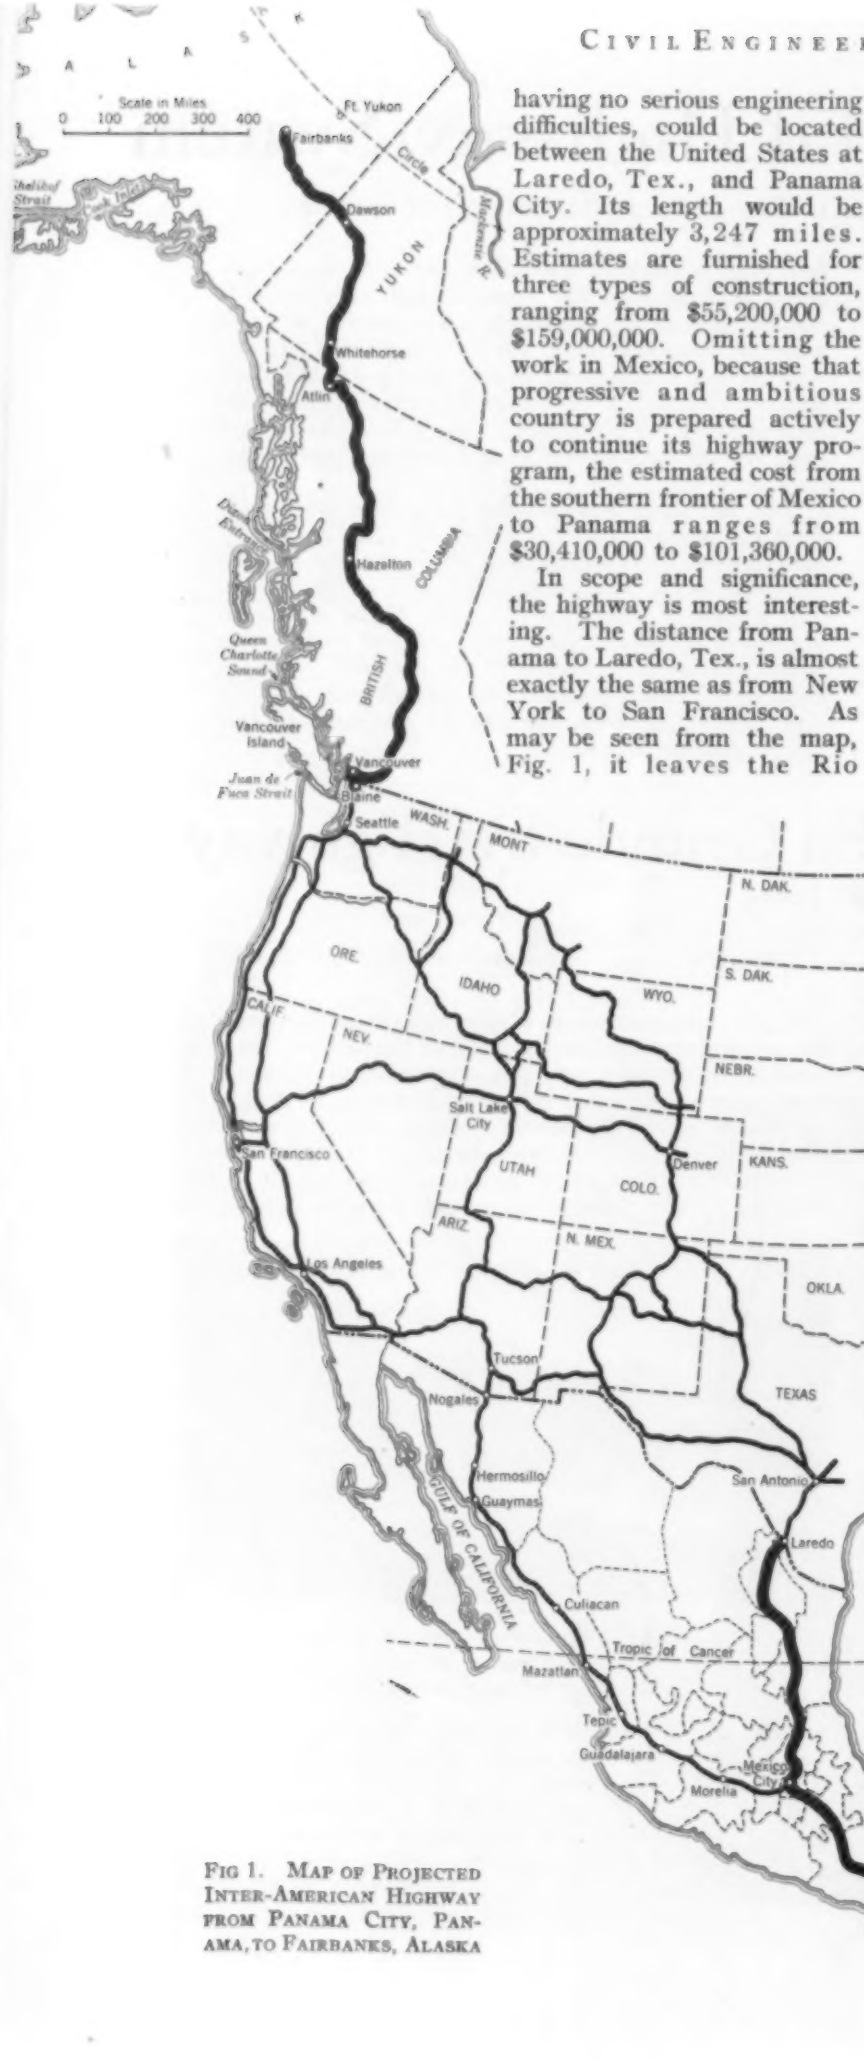 CIVIL ENGINEE
having no serious engineering
difficulties, could be located
between the United States at
Laredo, Tex., and Panama
City. Its length would be
approximately 3,247 miles.
Estimates are furnished for
three types of construction,
ranging from $55,200,000 to
$159,000,000. Omitting the
work in Mexico, because that
progressive and ambitious
country is prepared actively
to continue its highway pro-
gram, the estimated cost from
the southern frontier of Mexico
to Panama ranges from
$30,410,000 to $101,360,000.
In scope and significance,
the highway is most interest-
ing. The distance from Pan-
ama to Laredo, Tex., is almost
exactly the same as from New
York to San Francisco. As
may be seen from the map,
Fig. 1, it leaves the Rio
A L A S K
Scale in Miles
0 100 200 300 400
Ft. Yukon
Fairbanks
Circle
Strait
Cook Inlet
Dawson
Mackenzie R.
YUKON
Whitehorse
Atlin
Entrance
Hazelton
COLUMBIA
BRITISH
Queen
Charlotte
Sound
Vancouver
Island
Vancouver
Juan de
Fuca Strait
Blaine
Seattle
WASH.
MONT
N. DAK.
ORE.
IDAHO
WYO.
S. DAK.
CALIF.
NEV.
NEBR.
Salt Lake
City
San Francisco
UTAH
COLO.
Denver
KANS.
ARIZ.
N. MEX.
Los Angeles
OKLA.
Tucson
Nogales
TEXAS
Hermosillo
Guaymas
San Antonio
GULF OF CALIFORNIA
Laredo
Culiacan
Tropic of Cancer
Mazatlan
Tepic
Guadalajara
Mexico
City
Morelia
FIG 1. MAP OF PROJECTED
INTER-AMERICAN HIGHWAY
FROM PANAMA CITY, PAN-
AMA, TO FAIRBANKS, ALASKA